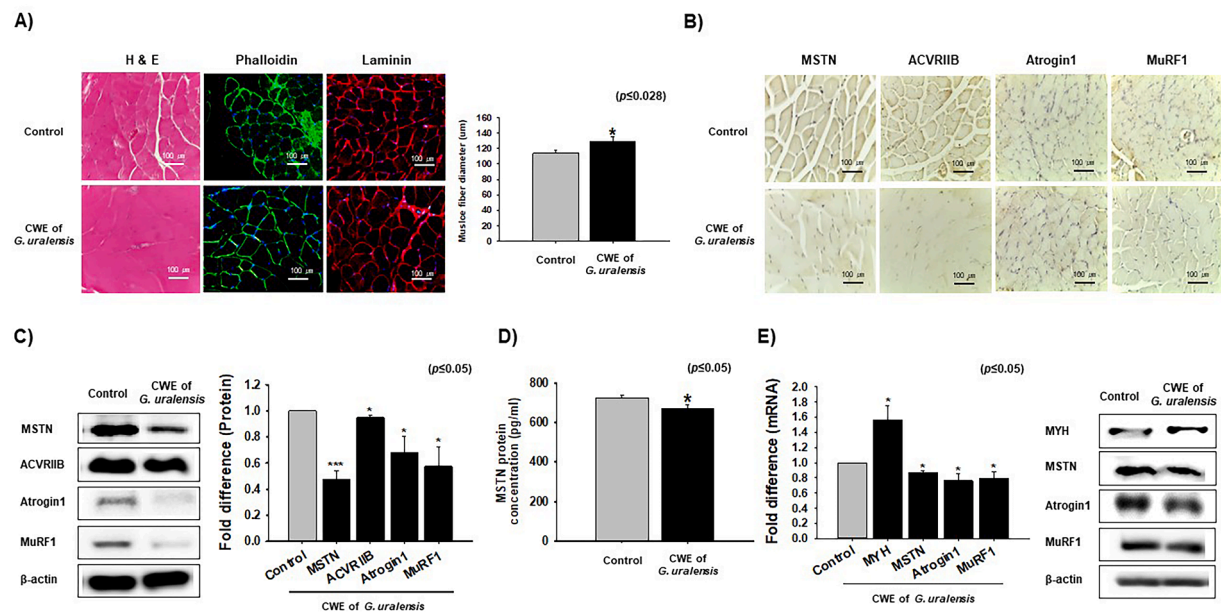 A)
H & E
Phalloidin
Laminin
Control
100 ㎛
100 ㎛
100 ㎛
CWE of
G. uralensis
100 ㎛
100 ㎛
100 ㎛
(p≤0.028)
Muslce fiber diameter (um)
160
140
120
100
80
60
40
20
0
*
Control
CWE of
G. uralensis
B)
MSTN
ACVRIIB
Atrogin1
MuRF1
Control
100 ㎛
100 ㎛
100 ㎛
100 ㎛
CWE of
G. uralensis
100 ㎛
100 ㎛
100 ㎛
100 ㎛
C)
Control
CWE of
G. uralensis
MSTN
ACVRIIB
Atrogin1
MuRF1
β-actin
(p≤0.05)
Fold difference (Protein)
1.2
1.0
0.8
0.6
0.4
0.2
0.0
***
*
*
*
Control
MSTN
ACVRIIB
Atrogin1
MuRF1
CWE of G. uralensis
D)
(p≤0.05)
MSTN protein
concentration (pg/ml)
800
600
400
200
0
*
Control
CWE of
G. uralensis
E)
(p≤0.05)
Fold difference (mRNA)
2.0
1.8
1.6
1.4
1.2
1.0
0.8
0.6
0.4
0.2
0.0
*
*
*
*
Control
MYH
MSTN
Atrogin1
MuRF1
CWE of G. uralensis
Control
CWE of
G. uralensis
MYH
MSTN
Atrogin1
MuRF1
β-actin